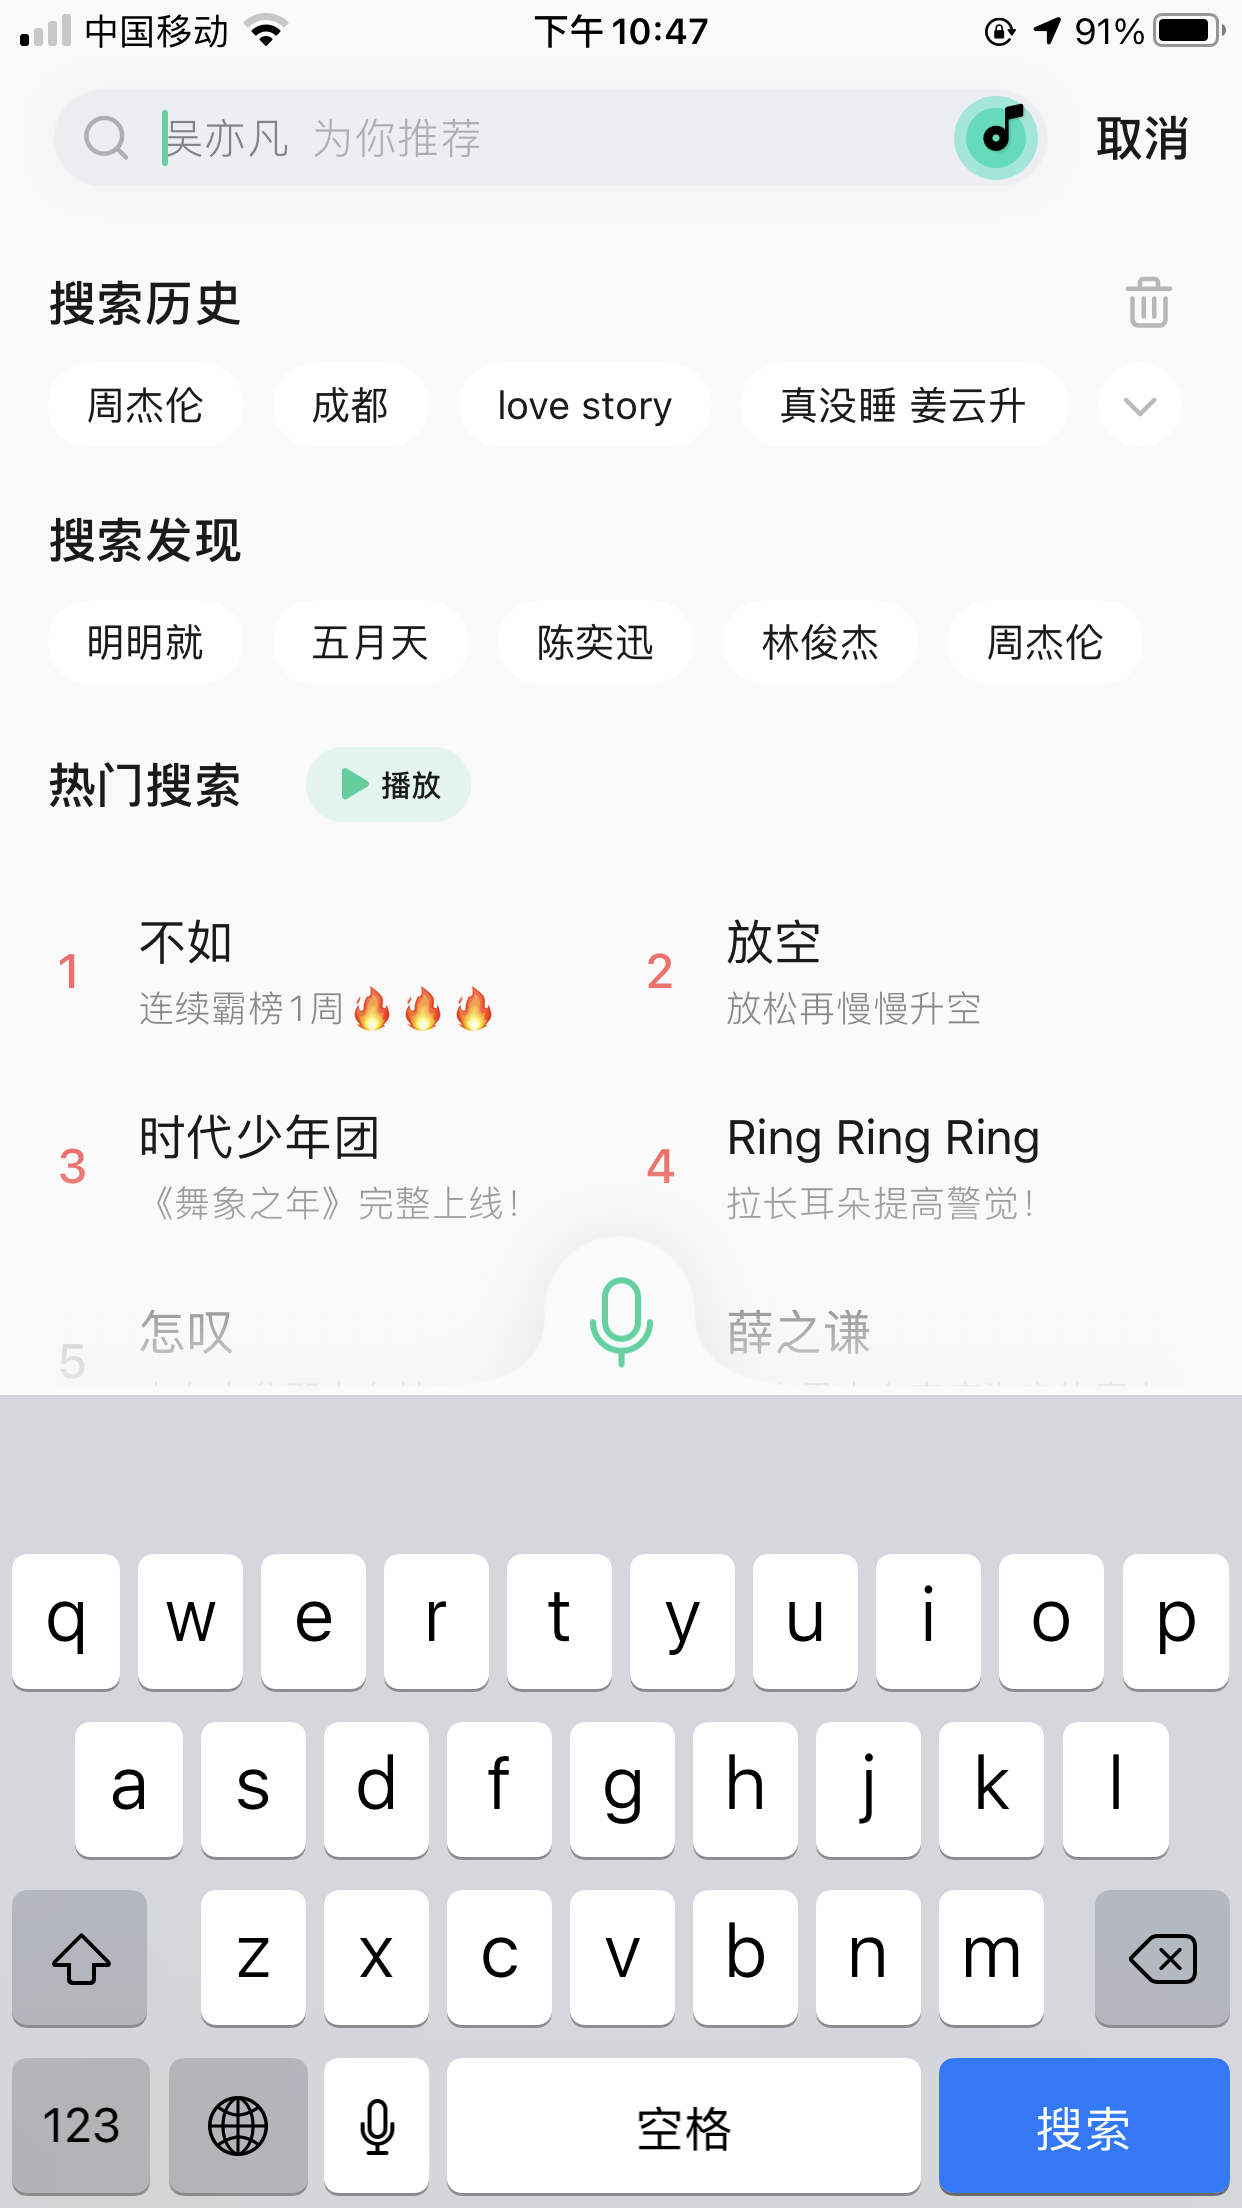 中国移动 下午10:47 91%
吴亦凡 为你推荐 取消
搜索历史
周杰伦 成都 love story 真没睡 姜云升
搜索发现
明明就 五月天 陈奕迅 林俊杰 周杰伦
热门搜索 播放
1 不如
连续霸榜1周🔥🔥🔥
2 放空
放松再慢慢升空
3 时代少年团
《舞象之年》完整上线!
4 Ring Ring Ring
拉长耳朵提高警觉!
5 怎叹
薛之谦
q w e r t y u i o p
a s d f g h j k l
z x c v b n m
123 空格 搜索